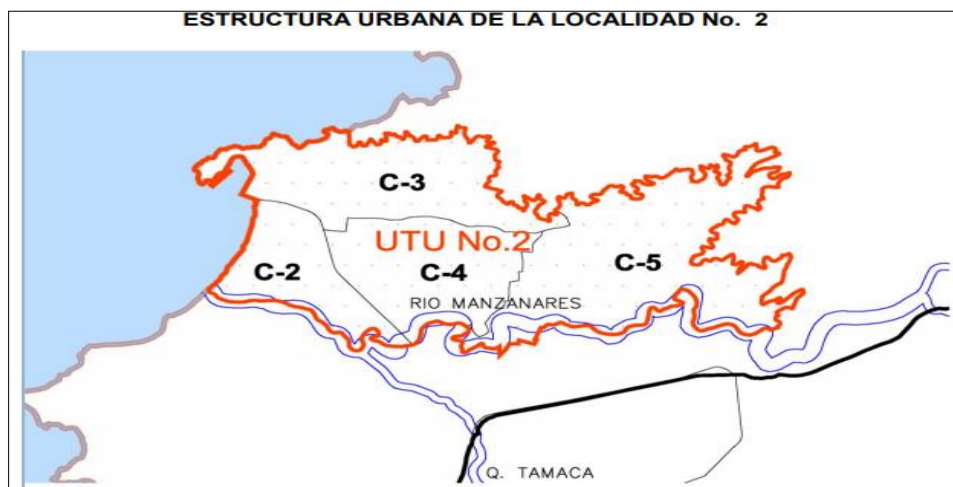 ESTRUCTURA URBANA DE LA LOCALIDAD No. 2
C-3
UTU No.2
C-2
C-4
C-5
RIO MANZANARES
Q. TAMACA